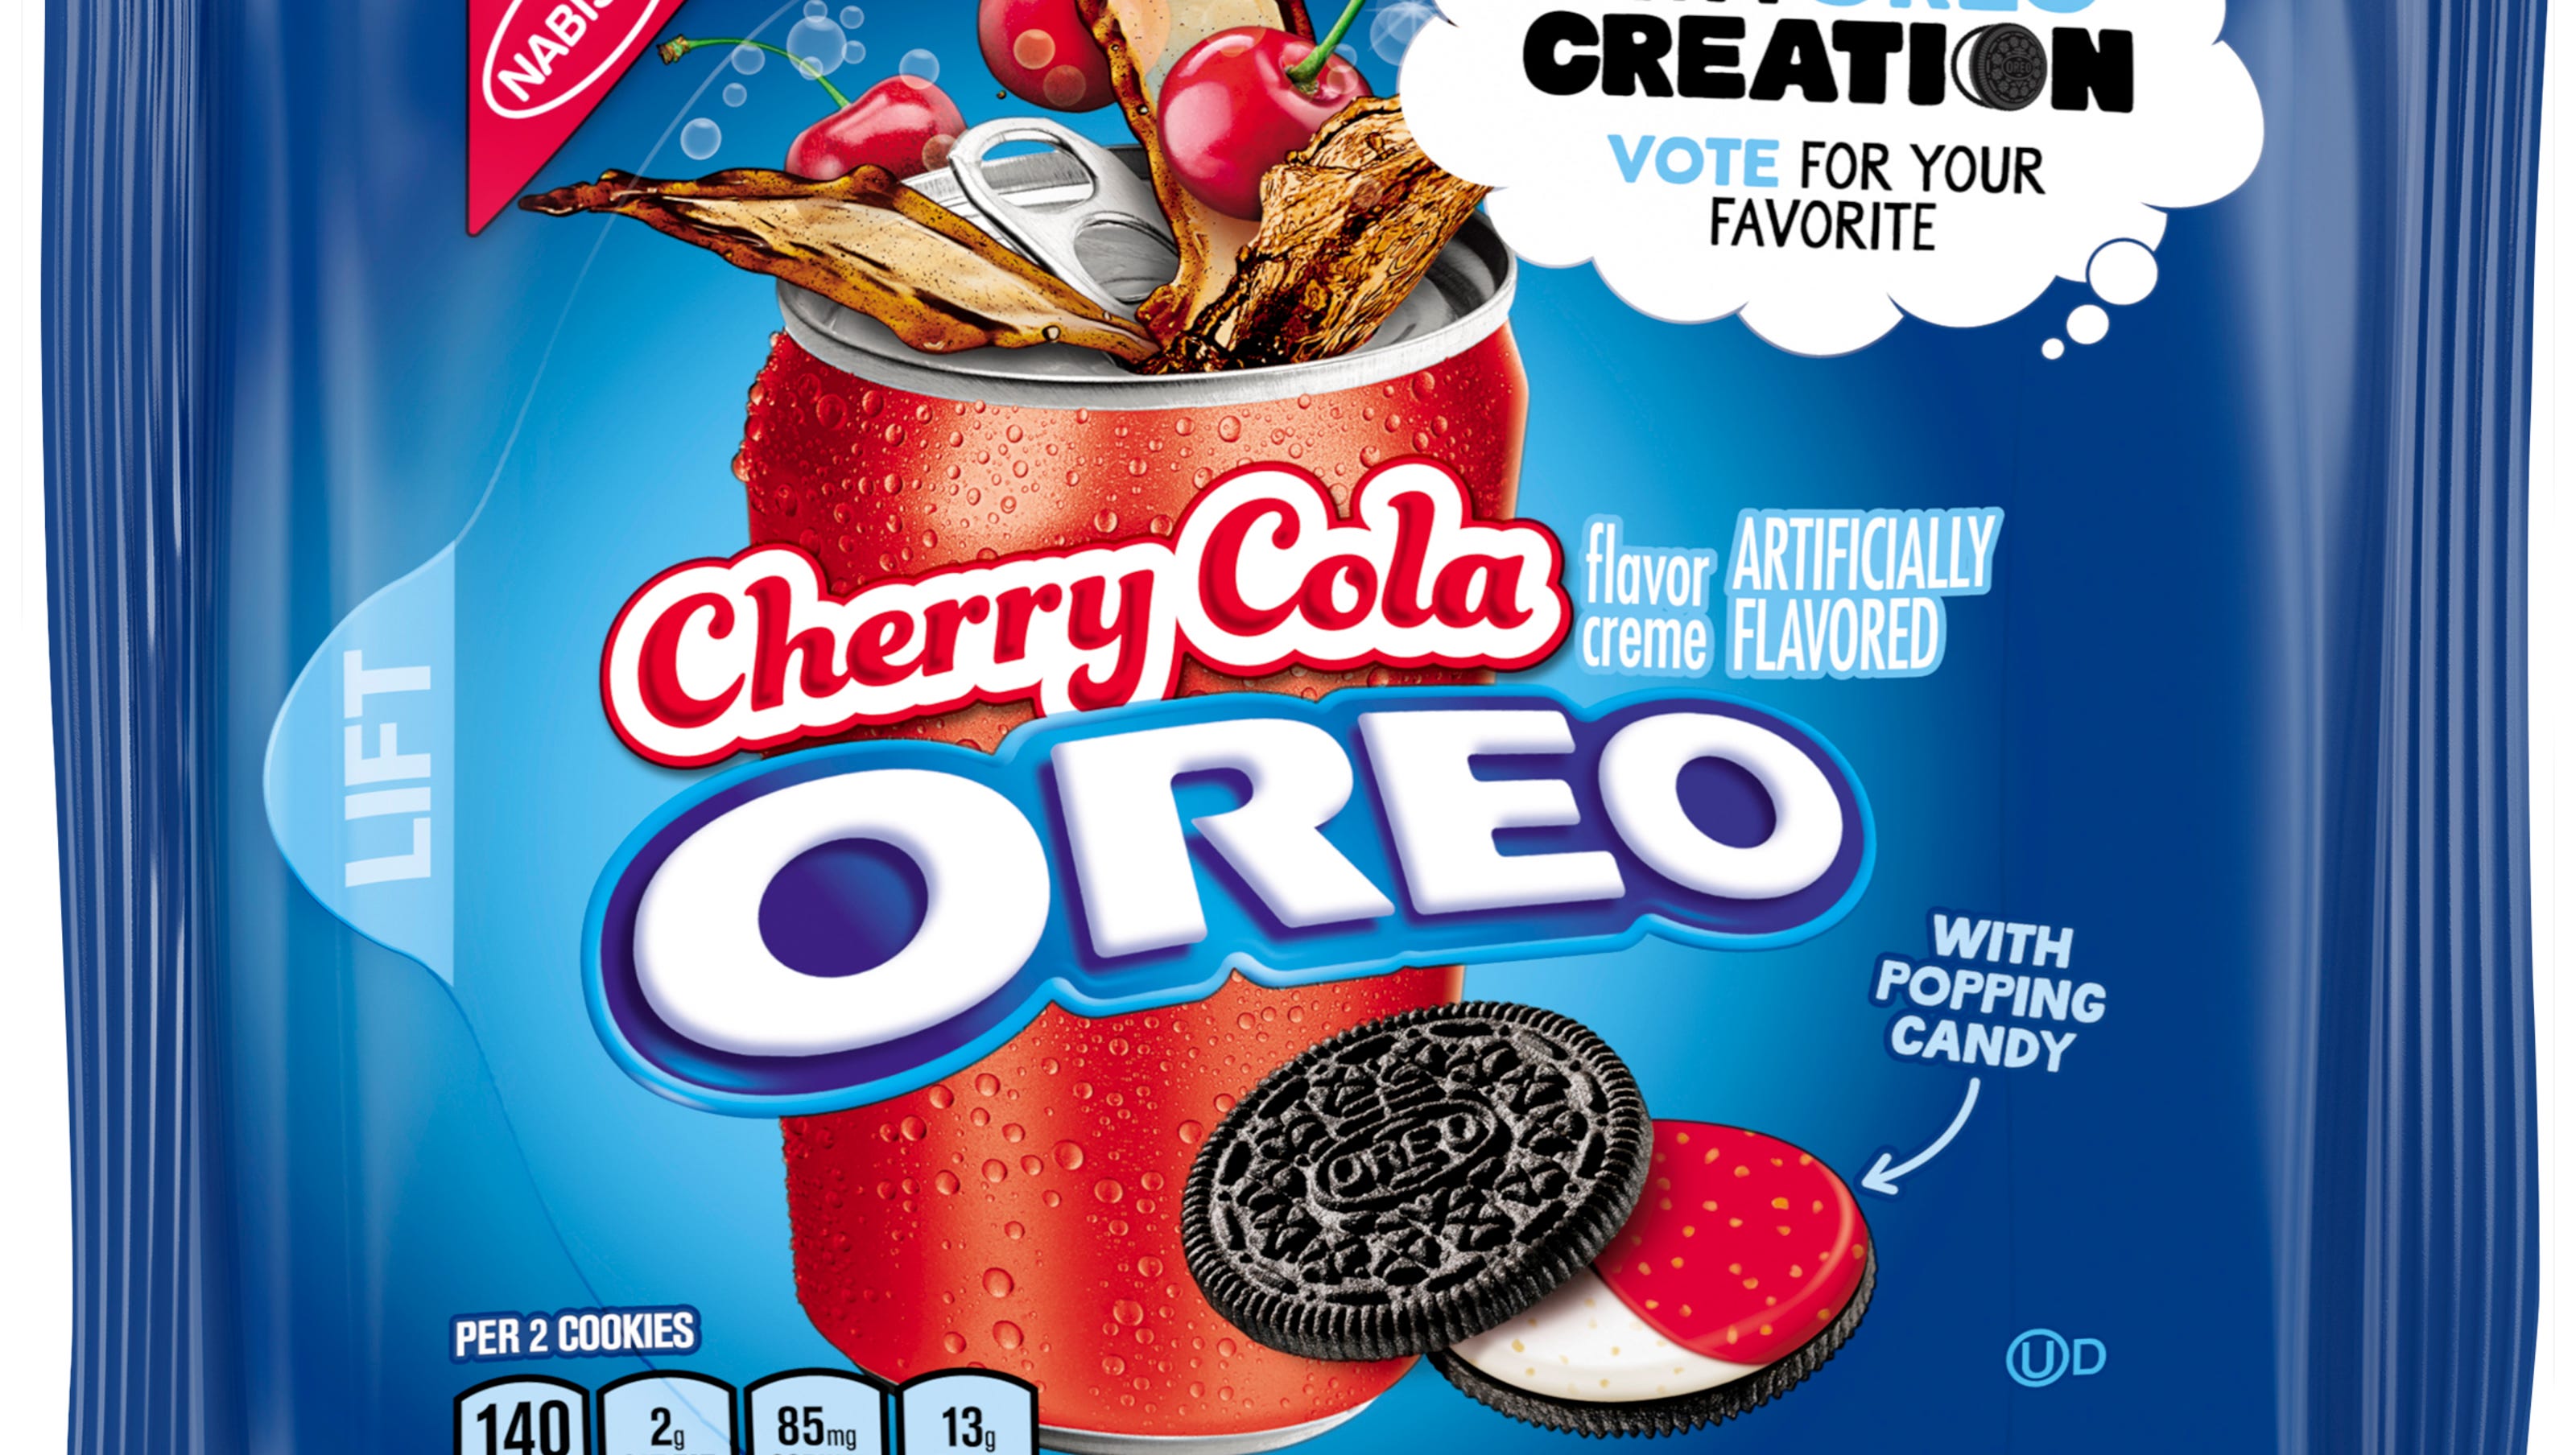 CREATION
VOTE FOR YOUR
FAVORITE
Cherry Cola
flavor
creme
ARTIFICIALLY
FLAVORED
OREO
LIFT
WITH
POPPING
CANDY
OREO
PER 2 COOKIES
140 2g 85mg 13g
UD